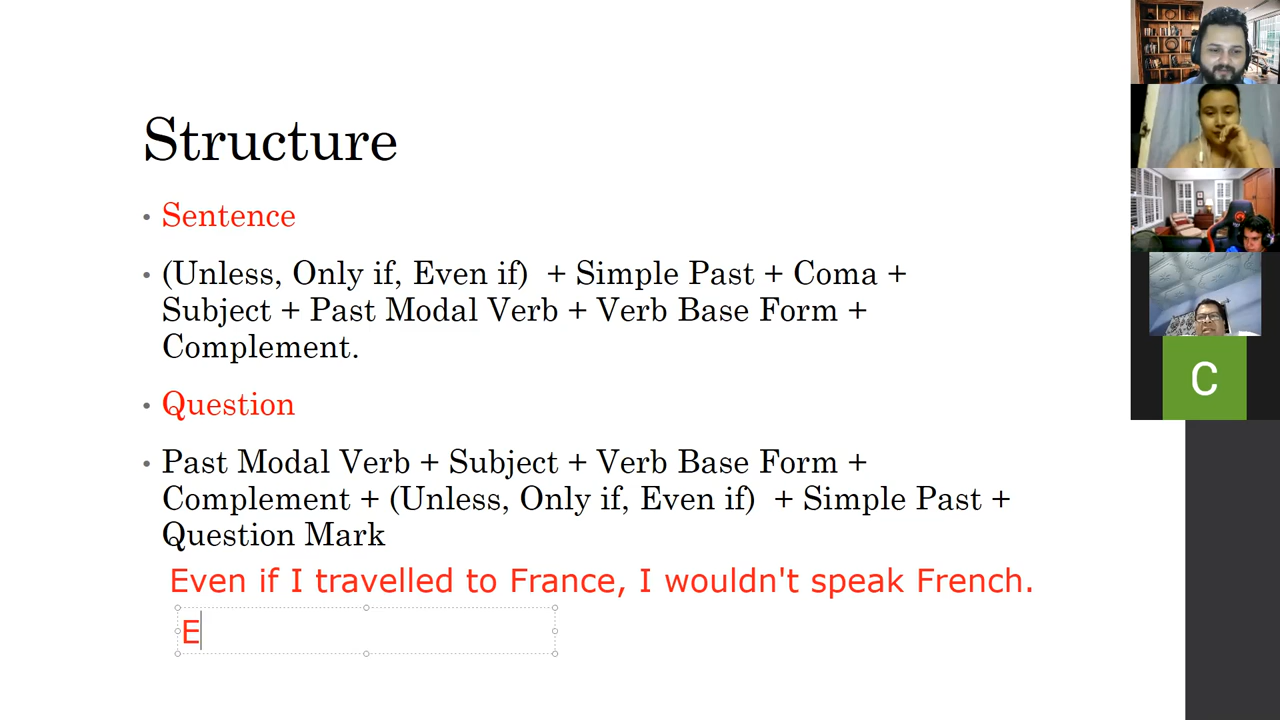 Structure
• Sentence
• (Unless, Only if, Even if) + Simple Past + Coma +
Subject + Past Modal Verb + Verb Base Form +
Complement.
• Question
• Past Modal Verb + Subject + Verb Base Form +
Complement + (Unless, Only if, Even if) + Simple Past +
Question Mark
Even if I travelled to France, I wouldn't speak French.
E
C